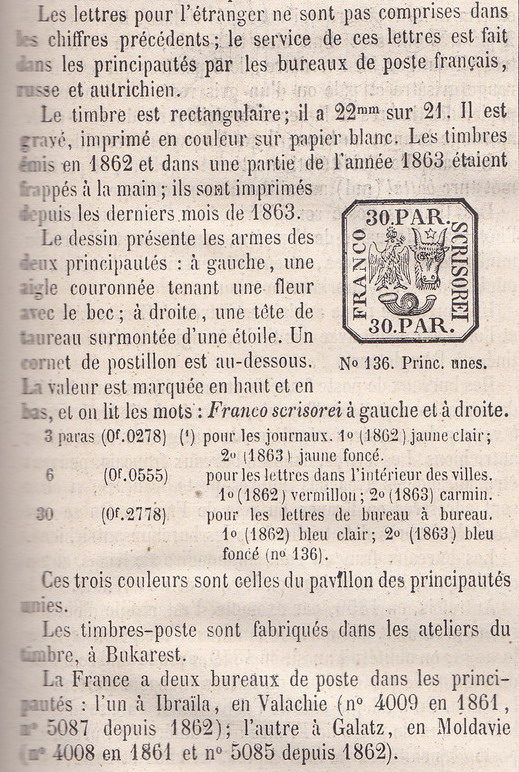 Les lettres pour l'étranger ne sont pas comprises dans
les chiffres précédents; le service de ces lettres est fait
dans les principautés par les bureaux de poste français,
russe et autrichien.
Le timbre est rectangulaire; il a 22mm sur 21. Il est
gravé, imprimé en couleur sur papier blanc. Les timbres
émis en 1862 et dans une partie de l'année 1863 étaient
frappés à la main; ils sont imprimés
depuis les derniers mois de 1863.
Le dessin présente les armes des
deux principautés : à gauche, une
aigle couronnée tenant une fleur
avec le bec; à droite, une tête de
taureau surmontée d'une étoile. Un
cornet de postillon est au-dessous.
La valeur est marquée en haut et en
30.PAR.
FRANCO
SCRISOREI
30.PAR.
No 136. Princ. unes.
bas, et on lit les mots : Franco scrisorei à gauche et à droite.
3 paras (0f.0278) (1) pour les journaux. 1o (1862) jaune clair;
2o (1863) jaune foncé.
6 (0f.0555) pour les lettres dans l'intérieur des villes.
1o (1862) vermillon; 2o (1863) carmin.
30 (0f.2778) pour les lettres de bureau à bureau.
1o (1862) bleu clair; 2o (1863) bleu
foncé (no 136).
Ces trois couleurs sont celles du pavillon des principautés
unies.
Les timbres-poste sont fabriqués dans les ateliers du
timbre, à Bukarest.
La France a deux bureaux de poste dans les princi-
pautés : l'un à Ibraïla, en Valachie (no 4009 en 1861,
no 5087 depuis 1862); l'autre à Galatz, en Moldavie
(no 4008 en 1861 et no 5085 depuis 1862).